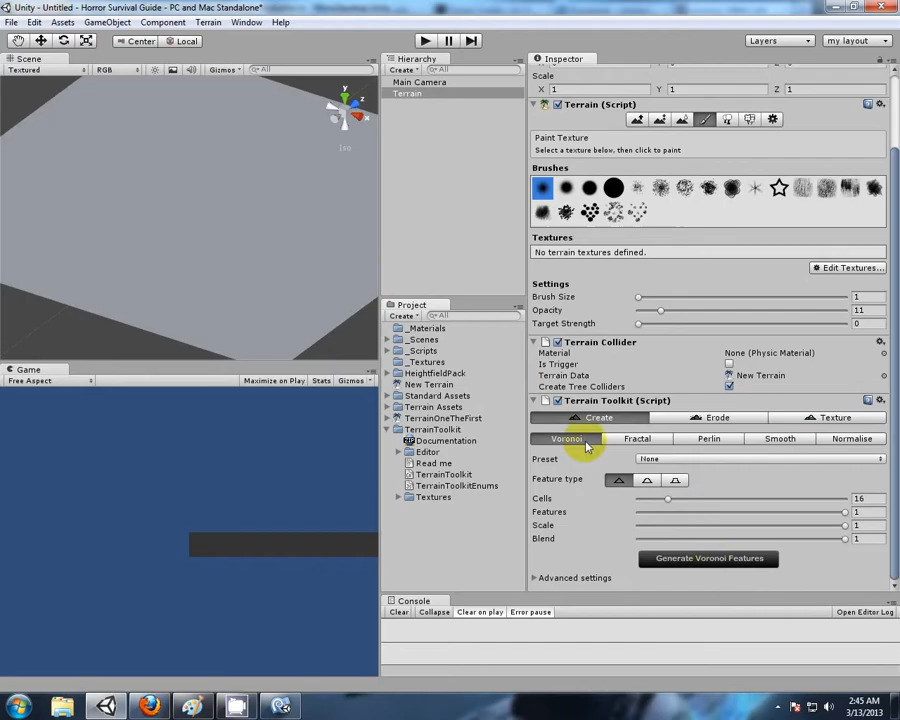 Unity - Untitled - Horror Survival Guide - PC and Mac Standalone*
File Edit Assets GameObject Component Terrain Window Help
Center Local Layers my layout
Scene
Textured RGB Gizmos All
y
z
x
Iso
Game
Free Aspect Maximize on Play Stats Gizmos
Hierarchy
Create All
Main Camera
Terrain
Project
Create All
_Materials
_Scenes
_Scripts
_Textures
HeightfieldPack
New Terrain
Standard Assets
Terrain Assets
TerrainOneTheFirst
TerrainToolkit
Documentation
Editor
Read me
TerrainToolkit
TerrainToolkitEnums
Textures
Inspector
Scale
X 1 Y 1 Z 1
Terrain (Script)
Paint Texture
Select a texture below, then click to paint
Brushes
Textures
No terrain textures defined.
Edit Textures...
Settings
Brush Size 1
Opacity 11
Target Strength 0
Terrain Collider
Material None (Physic Material)
Is Trigger
Terrain Data New Terrain
Create Tree Colliders
Terrain Toolkit (Script)
Create Erode Texture
Voronoi Fractal Perlin Smooth Normalise
Preset None
Feature type
Cells 16
Features 1
Scale 1
Blend 1
Generate Voronoi Features
Advanced settings
Console
Clear Collapse Clear on play Error pause Open Editor Log
2:45 AM
3/13/2013